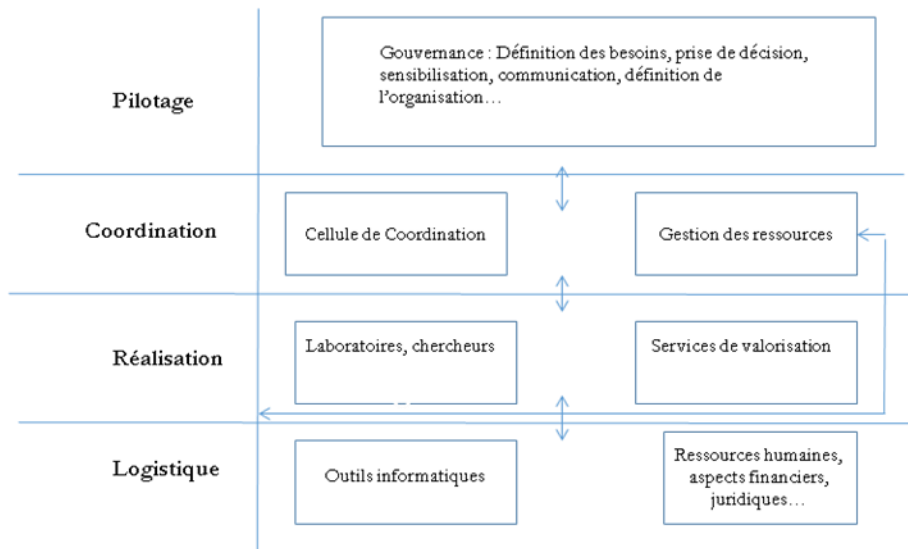 Pilotage
Gouvernance : Définition des besoins, prise de décision,
sensibilisation, communication, définition de
l'organisation…
Coordination
Cellule de Coordination
Gestion des ressources
Réalisation
Laboratoires, chercheurs
Services de valorisation
Logistique
Outils informatiques
Ressources humaines,
aspects financiers,
juridiques…